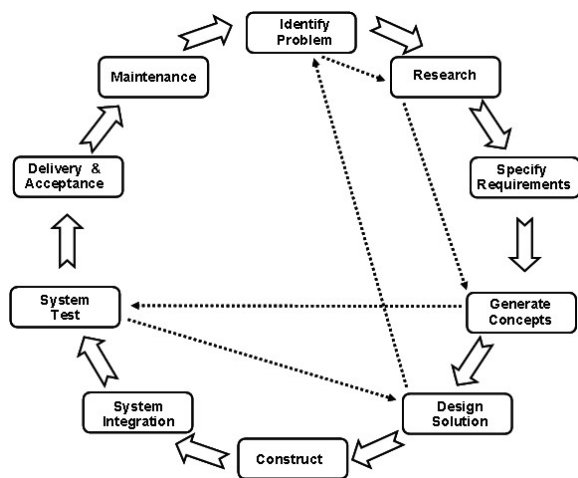 Identify
Problem
Research
Specify
Requirements
Generate
Concepts
Design
Solution
Construct
System
Integration
System
Test
Delivery &
Acceptance
Maintenance